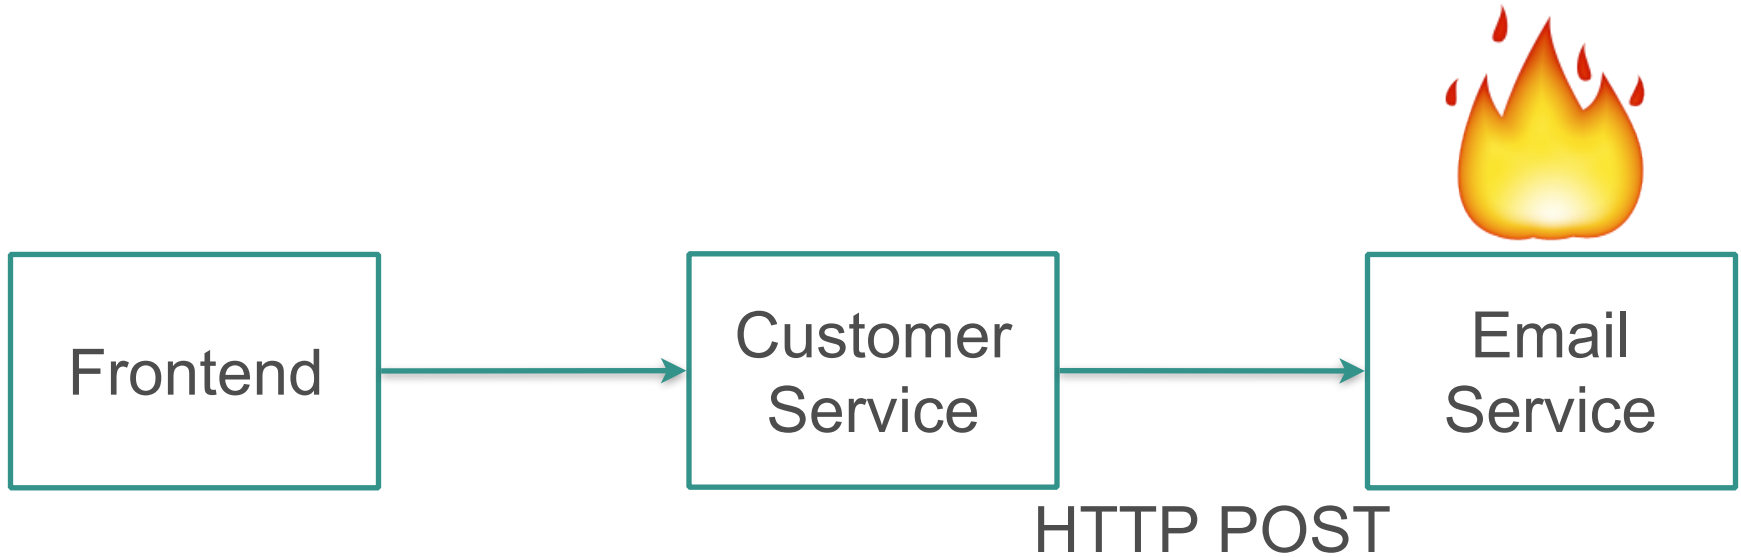 Frontend
Customer
Service
Email
Service
HTTP POST